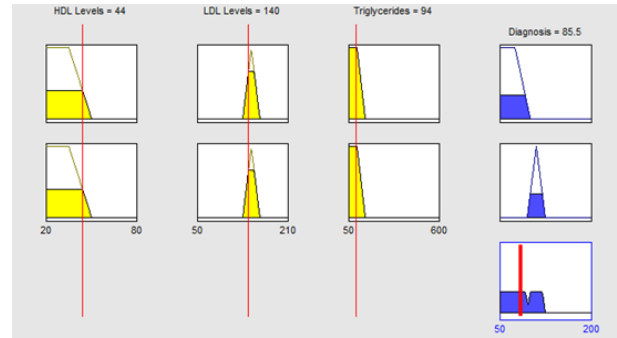 HDL Levels = 44
LDL Levels = 140
Triglycerides = 94
Diagnosis = 85.5
20 80
50 210
50 600
50 200